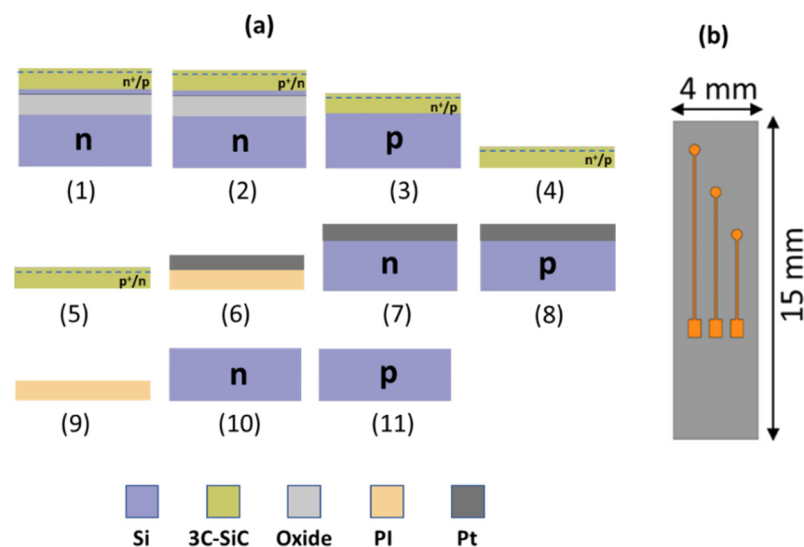 (a)
(b)
n⁺/p
p⁺/n
n⁺/p
n
n
p
n⁺/p
(1)
(2)
(3)
(4)
p⁺/n
n
p
(5)
(6)
(7)
(8)
n
p
(9)
(10)
(11)
Si
3C-SiC
Oxide
PI
Pt
4 mm
15 mm